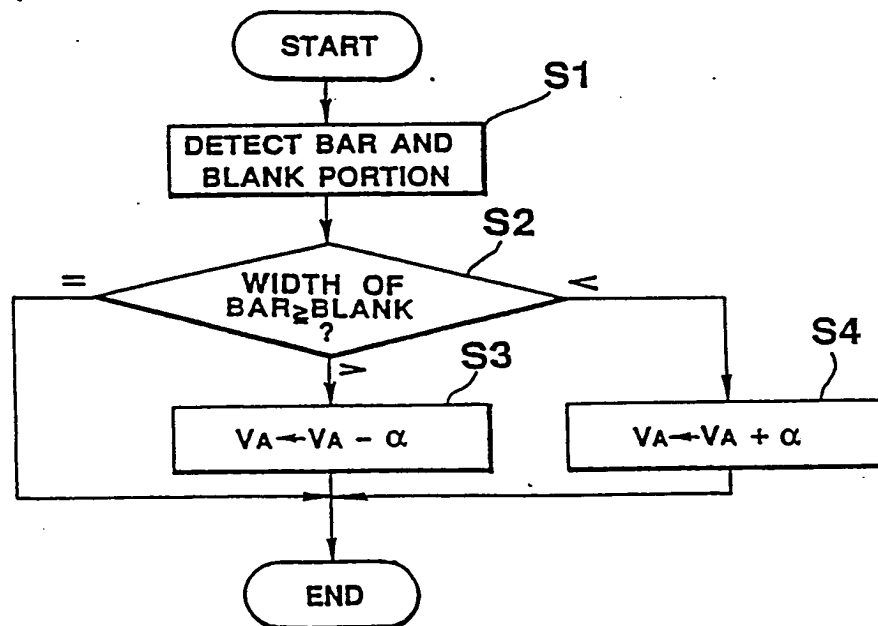 START
S1
DETECT BAR AND
BLANK PORTION
S2
= WIDTH OF <
BAR≧BLANK
?
>
S3
S4
VA←VA - α
VA←VA + α
END